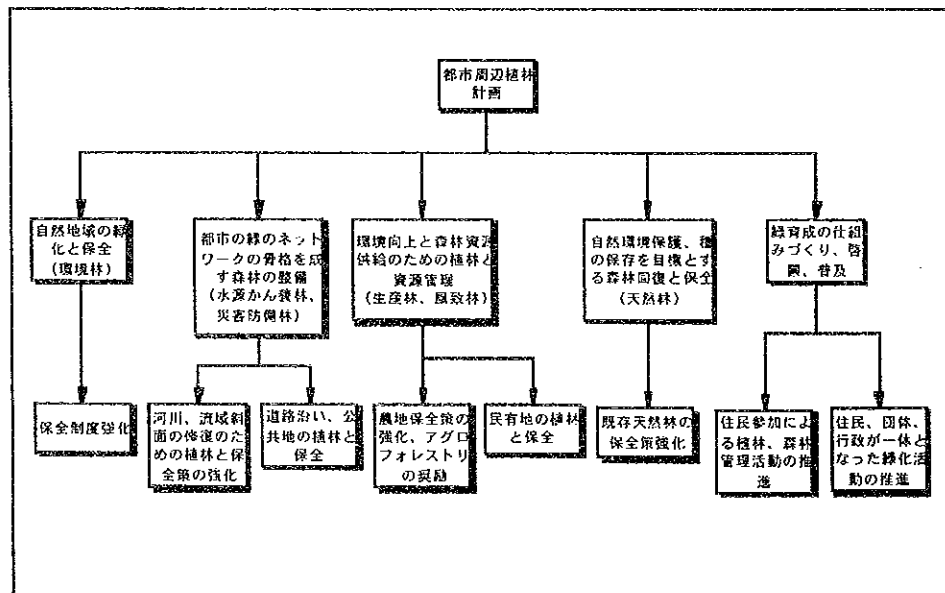 都市周辺植林
計画
自然地域の緑
化と保全
(環境林)
都市の緑のネット
ワークの骨格を成
す森林の整備
(水源かん養林、
災害防備林)
環境向上と森林資源
供給のための植林と
資源管理
(生産林、風致林)
自然環境保護、種
の保存を目標とす
る森林回復と保全
(天然林)
緑育成の仕組
みづくり、啓
蒙、普及
保全制度強化
河川、流域斜
面の修復のた
めの植林と保
全策の強化
道路沿い、公
共地の植林と
保全
農地保全策の
強化、アグロ
フォレストリ
の奨励
民有地の植林
と保全
既存天然林の
保全策強化
住民参加によ
る植林、森林
管理活動の推
進
住民、団体、
行政が一体と
なった緑化活
動の推進